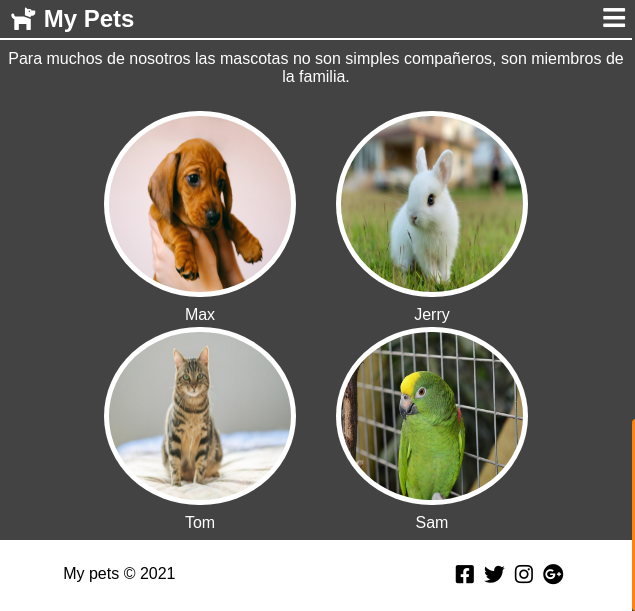 My Pets
Para muchos de nosotros las mascotas no son simples compañeros, son miembros de
la familia.
Max
Jerry
Tom
Sam
My pets © 2021